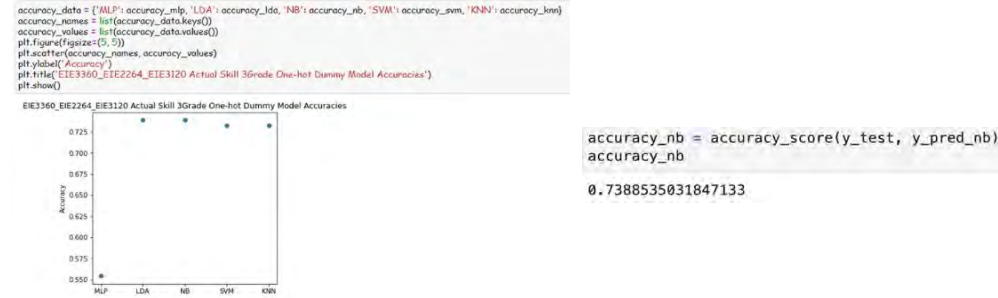 accuracy_data = {'MLP': accuracy_mlp, 'LDA': accuracy_lda, 'NB': accuracy_nb, 'SVM': accuracy_svm, 'KNN': accuracy_knn}
accuracy_names = list(accuracy_data.keys())
accuracy_values = list(accuracy_data.values())
plt.figure(figsize=(5, 5))
plt.scatter(accuracy_names, accuracy_values)
plt.ylabel('Accuracy')
plt.title('EIE3360_EIE2264_EIE3120 Actual Skill 3Grade One-hot Dummy Model Accuracies')
plt.show()
EIE3360_EIE2264_EIE3120 Actual Skill 3Grade One-hot Dummy Model Accuracies
0.725
0.700
0.675
0.650
0.625
0.600
0.575
0.550
Accuracy
MLP LDA NB SVM KNN
accuracy_nb = accuracy_score(y_test, y_pred_nb)
accuracy_nb
0.7388535031847133